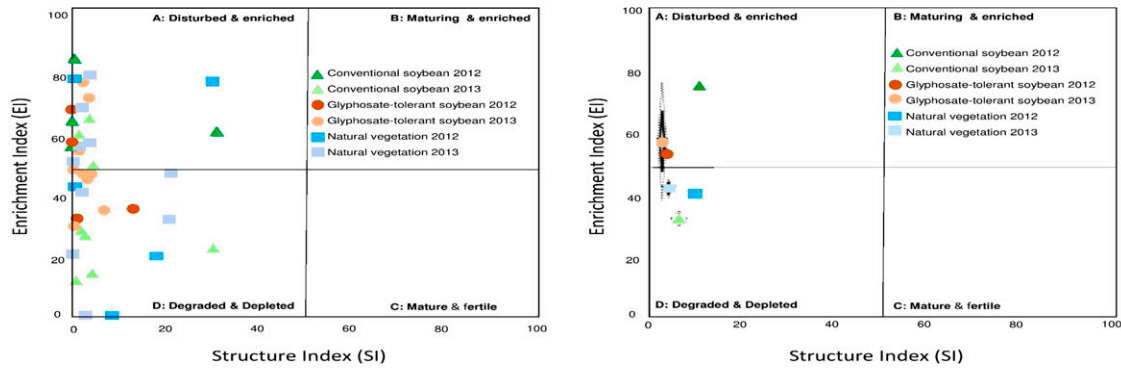 A: Disturbed & enriched
B: Maturing & enriched
Conventional soybean 2012
Conventional soybean 2013
Glyphosate-tolerant soybean 2012
Glyphosate-tolerant soybean 2013
Natural vegetation 2012
Natural vegetation 2013
D: Degraded & Depleted
C: Mature & fertile
Enrichment Index (EI)
100
80
60
40
20
0
0
20
40
60
80
100
Structure Index (SI)
A: Disturbed & enriched
B: Maturing & enriched
Conventional soybean 2012
Conventional soybean 2013
Glyphosate-tolerant soybean 2012
Glyphosate-tolerant soybean 2013
Natural vegetation 2012
Natural vegetation 2013
D: Degraded & Depleted
C: Mature & fertile
Enrichment Index (EI)
100
80
60
40
20
0
0
20
40
60
80
100
Structure Index (SI)